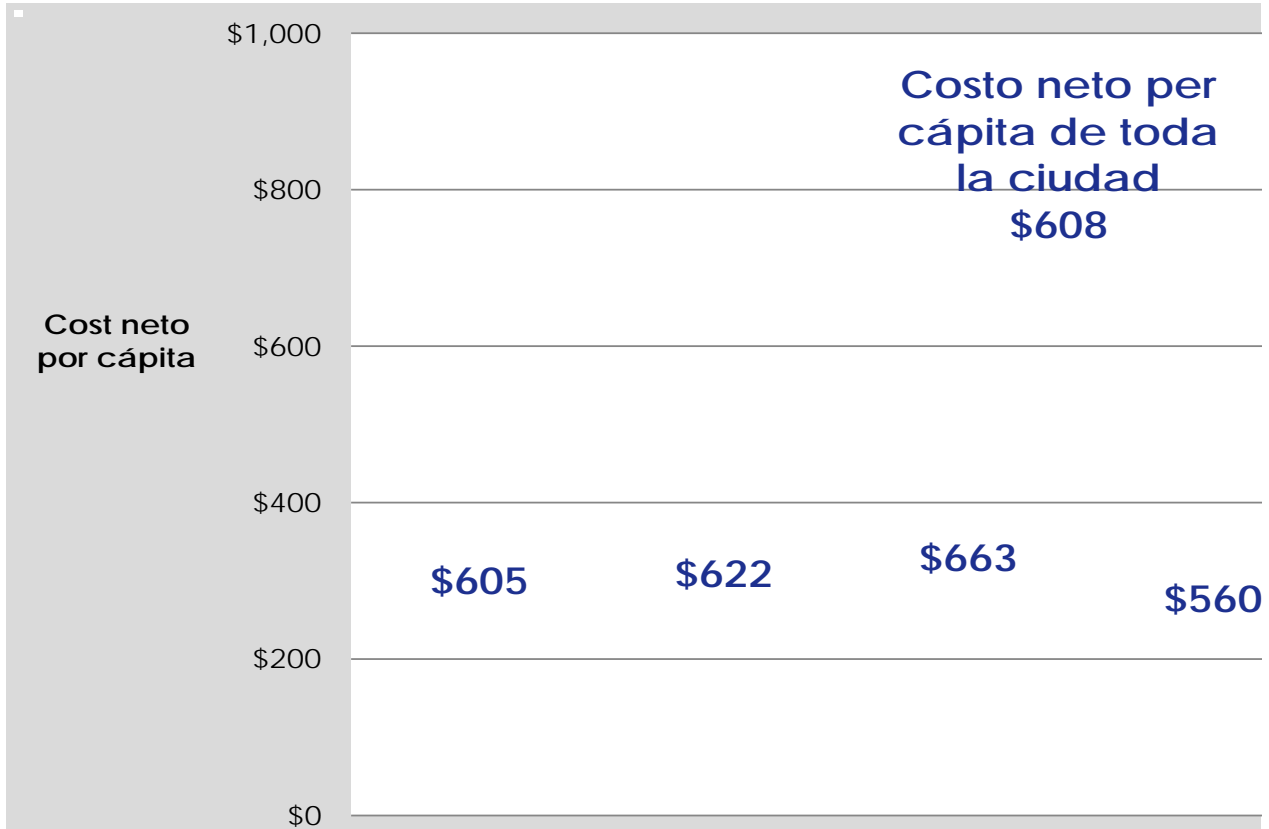 $1,000
Costo neto per
cápita de toda
la ciudad
$608
$800
Cost neto
por cápita
$600
$400
$605
$622
$663
$560
$200
$0